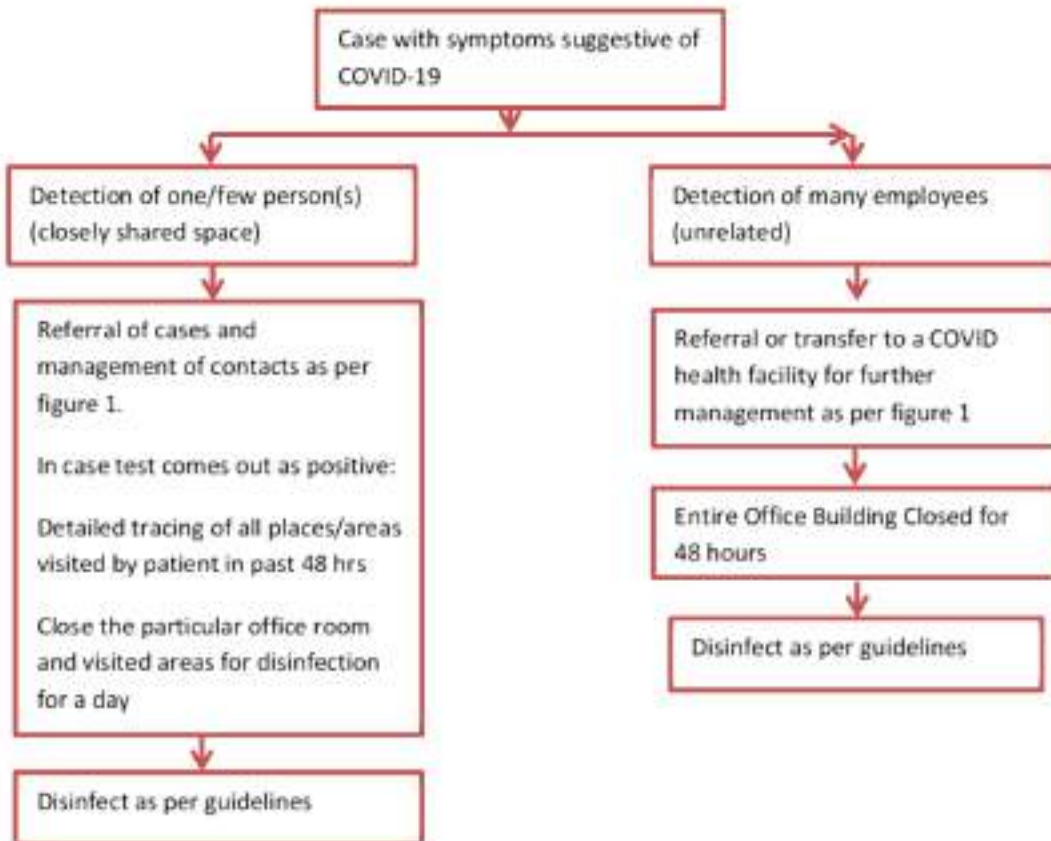 Case with symptoms suggestive of
COVID-19
Detection of one/few person(s)
(closely shared space)
Detection of many employees
(unrelated)
Referral of cases and
management of contacts as per
figure 1.
In case test comes out as positive:
Detailed tracing of all places/areas
visited by patient in past 48 hrs
Close the particular office room
and visited areas for disinfection
for a day
Disinfect as per guidelines
Referral or transfer to a COVID
health facility for further
management as per figure 1
Entire Office Building Closed for
48 hours
Disinfect as per guidelines